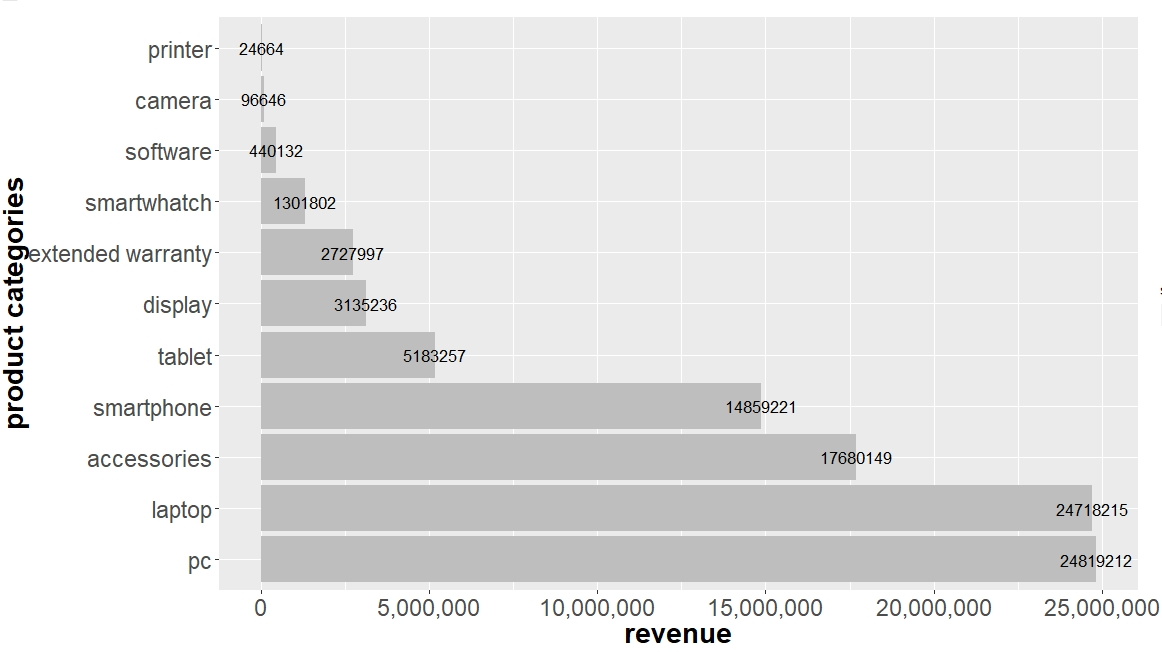 product categories
printer 24664
camera 96646
software 440132
smartwhatch 1301802
extended warranty 2727997
display 3135236
tablet 5183257
smartphone 14859221
accessories 17680149
laptop 24718215
pc 24819212
0 5,000,000 10,000,000 15,000,000 20,000,000 25,000,000
revenue